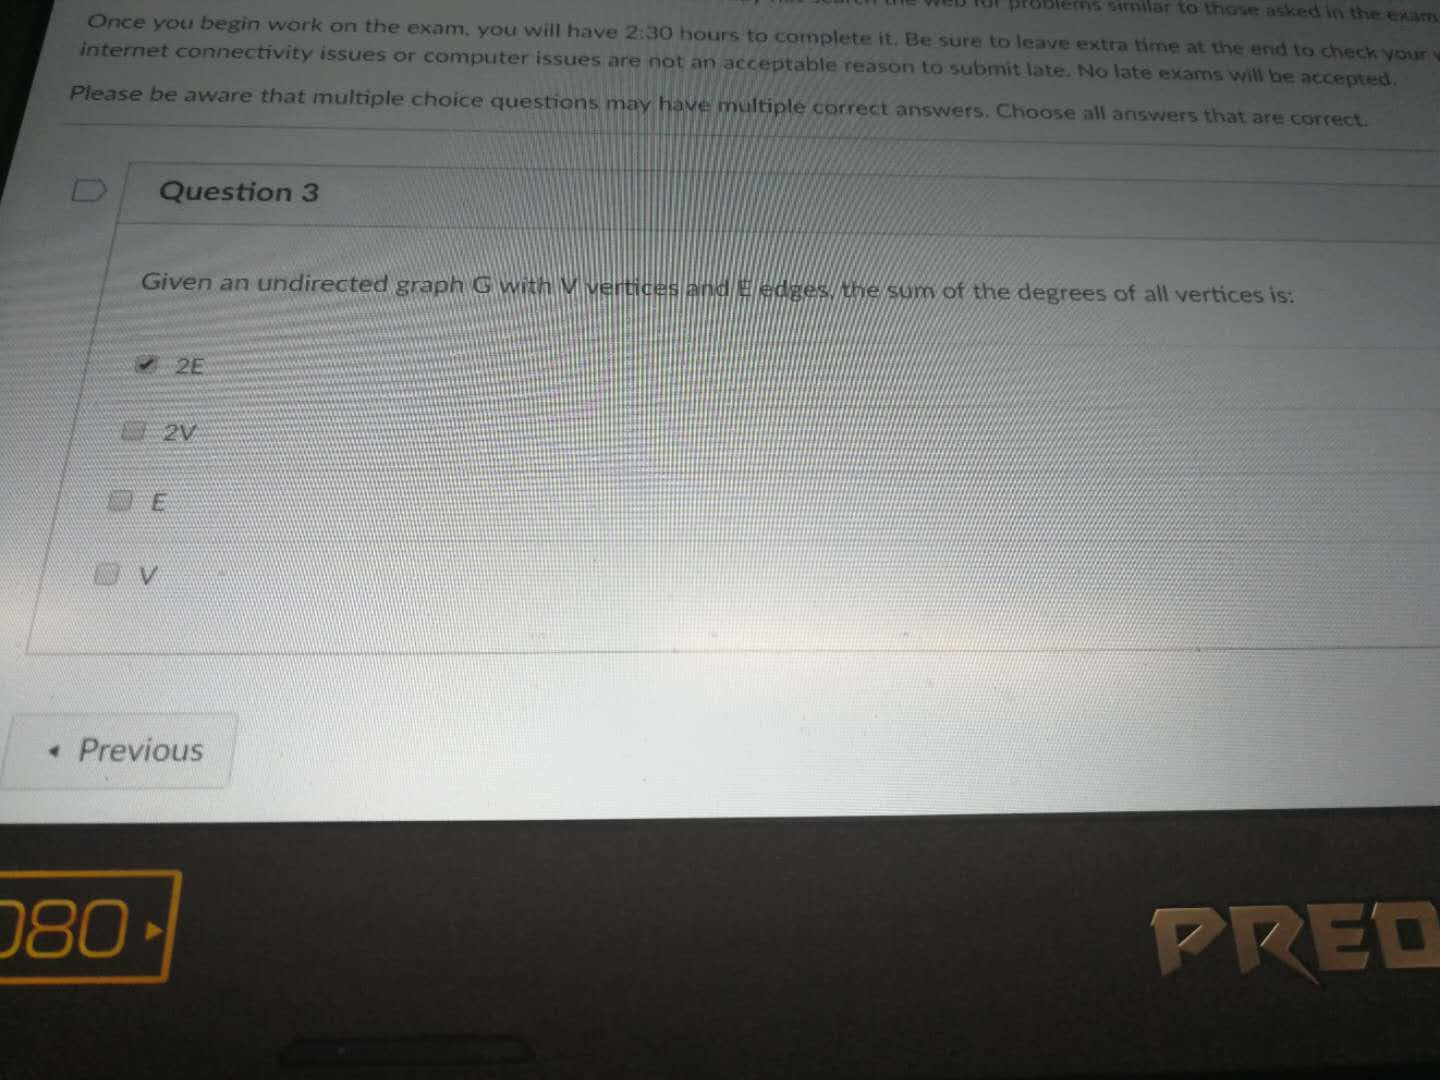 problems similar to those asked in the exam
Once you begin work on the exam, you will have 2:30 hours to complete it. Be sure to leave extra time at the end to check your
internet connectivity issues or computer issues are not an acceptable reason to submit late. No late exams will be accepted.
Please be aware that multiple choice questions may have multiple correct answers. Choose all answers that are correct.
Question 3
Given an undirected graph G with V vertices and E edges, the sum of the degrees of all vertices is:
2E
2V
E
V
Previous
080
PRED